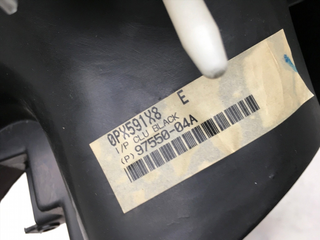 0PX591X8 E
I/P CLU BLACK
(P) 97550-04A